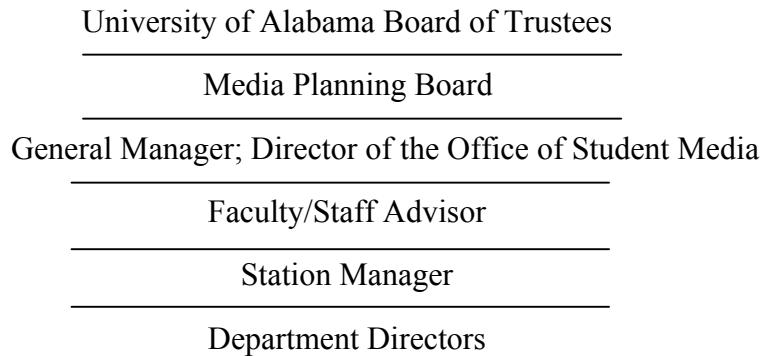 University of Alabama Board of Trustees
Media Planning Board
General Manager; Director of the Office of Student Media
Faculty/Staff Advisor
Station Manager
Department Directors